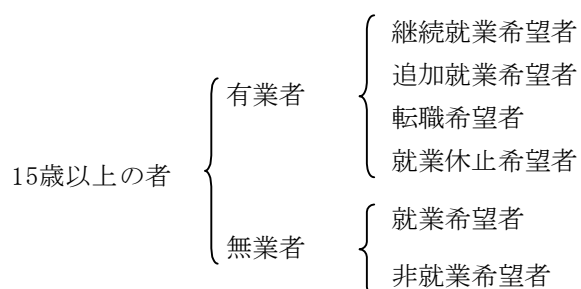 15歳以上の者
有業者
継続就業希望者
追加就業希望者
転職希望者
就業休止希望者
無業者
就業希望者
非就業希望者